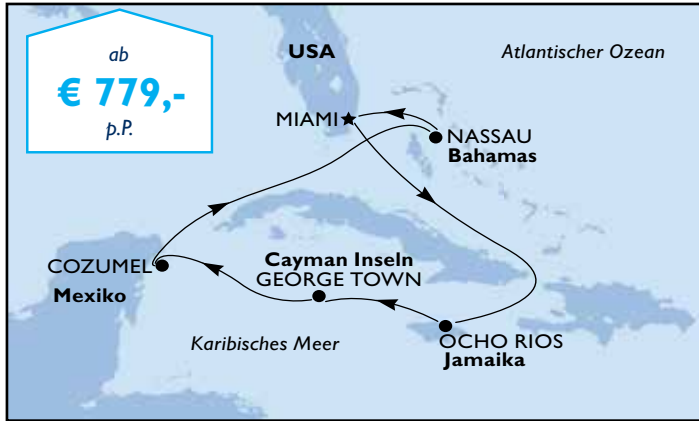 ab
€ 779,-
p.P.
USA
Atlantischer Ozean
MIAMI
NASSAU
Bahamas
Cayman Inseln
GEORGE TOWN
COZUMEL
Mexiko
Karibisches Meer
OCHO RIOS
Jamaika